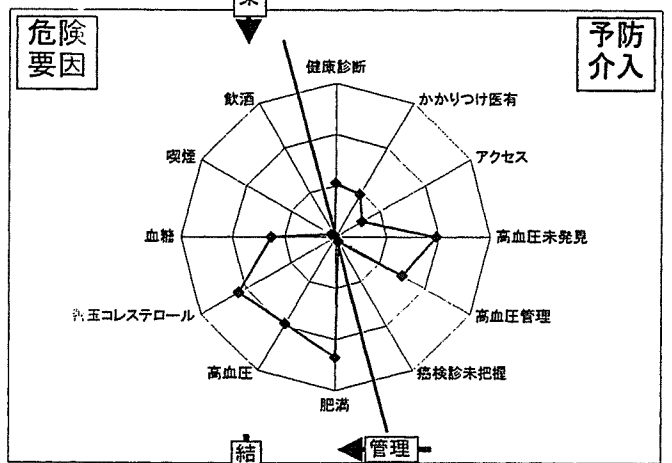 危険
要因
予防
介入
健康診断
かかりつけ医有
アクセス
高血圧未発見
高血圧管理
癌検診未把握
肥満
高血圧
コレステロール
血糖
喫煙
飲酒
管理
結